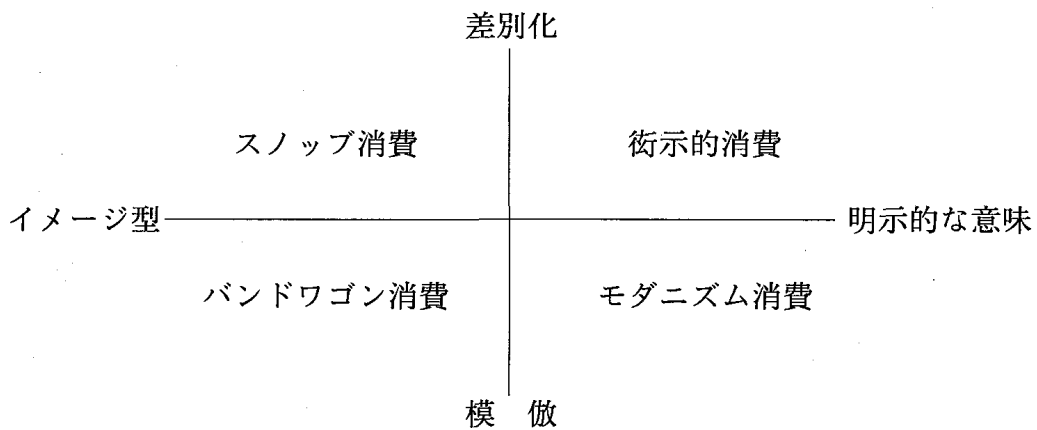 差別化
スノッブ消費 衒示的消費
イメージ型 明示的な意味
バンドワゴン消費 モダニズム消費
模 倣